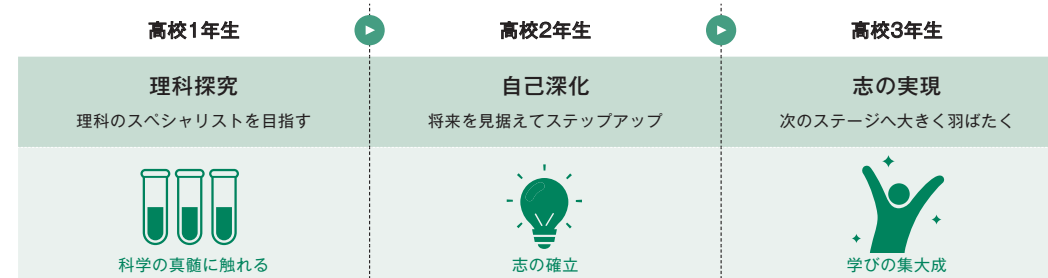 高校1年生
高校2年生
高校3年生
理科探究
自己深化
志の実現
理科のスペシャリストを目指す
将来を見据えてステップアップ
次のステージへ大きく羽ばたく
科学の真髄に触れる
志の確立
学びの集大成